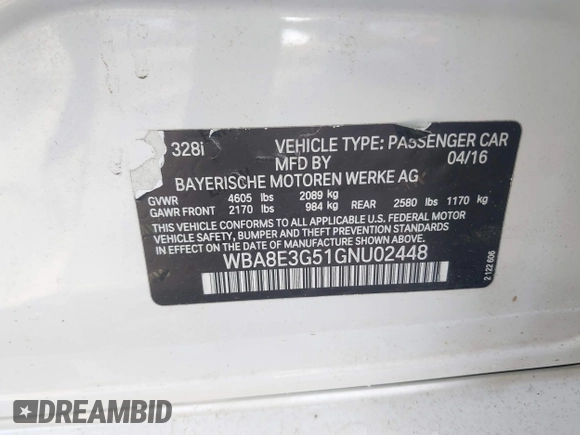 328i VEHICLE TYPE: PASSENGER CAR
MFD BY 04/16
BAYERISCHE MOTOREN WERKE AG
GVWR 4605 lbs 2089 kg
GAWR FRONT 2170 lbs 984 kg REAR 2580 lbs 1170 kg
THIS VEHICLE CONFORMS TO ALL APPLICABLE U.S. FEDERAL MOTOR
VEHICLE SAFETY, BUMPER, AND THEFT PREVENTION STANDARDS
IN EFFECT ON THE DATE OF MANUFACTURE SHOWN ABOVE.
WBA8E3G51GNU02448
2 122 606
DREAMBID